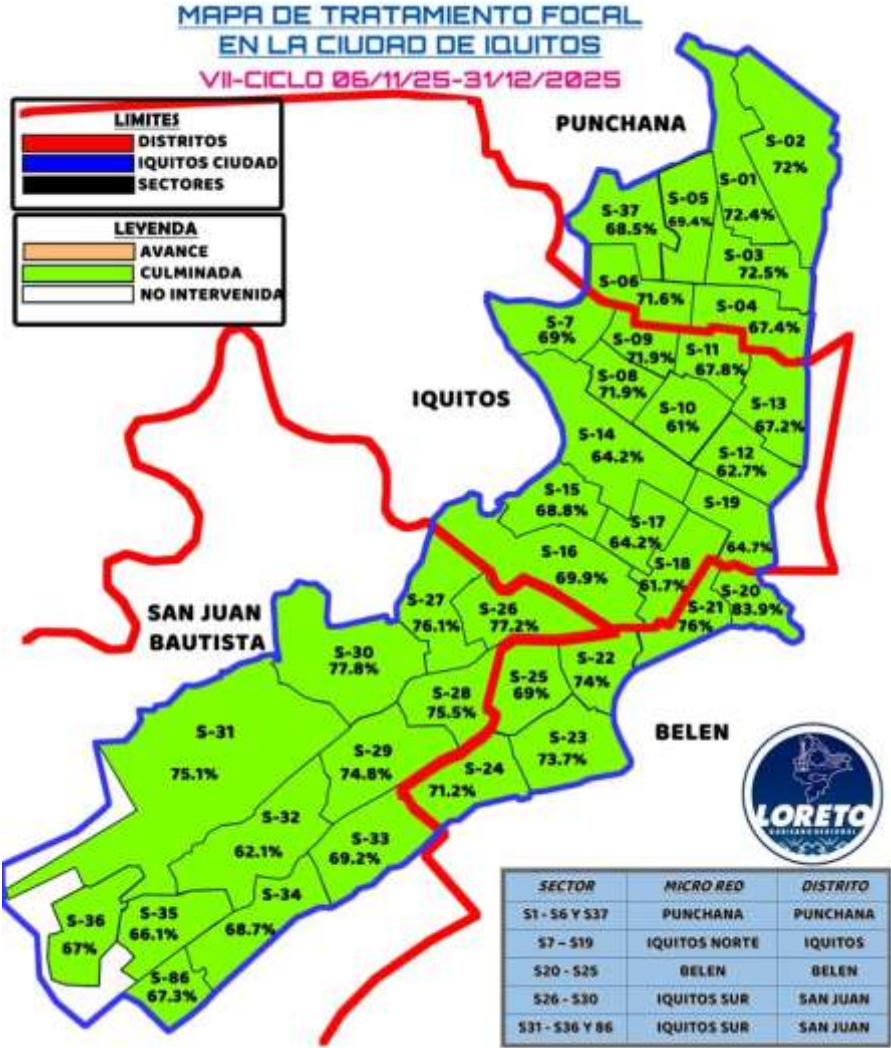 MAPA DE TRATAMIENTO FOCAL
EN LA CIUDAD DE IQUITOS
VII-CICLO 06/11/25-31/12/2025
LIMITES
DISTRITOS
IQUITOS CIUDAD
SECTORES
LEYENDA
AVANCE
CULMINADA
NO INTERVENIDA
PUNCHANA
S-02
72%
S-01
72.4%
S-05
69.4%
S-37
68.5%
S-03
72.5%
S-06
71.6%
S-04
67.4%
S-7
69%
S-09
71.9%
S-11
67.8%
S-08
71.9%
IQUITOS
S-10
61%
S-13
67.2%
S-14
64.2%
S-12
62.7%
S-15
68.8%
S-19
64.7%
S-17
64.2%
S-16
69.9%
S-18
61.7%
S-20
83.9%
S-21
76%
S-27
76.1%
S-26
77.2%
SAN JUAN
BAUTISTA
S-30
77.8%
S-22
74%
S-25
69%
S-28
75.5%
S-31
75.1%
S-23
73.7%
BELEN
S-29
74.8%
S-24
71.2%
S-32
62.1%
S-33
69.2%
S-34
68.7%
S-35
66.1%
S-36
67%
S-86
67.3%
LORETO
GOBIERNO REGIONAL
SECTOR MICRO RED DISTRITO
S1 - S6 Y S37 PUNCHANA PUNCHANA
S7 - S19 IQUITOS NORTE IQUITOS
S20 - S25 BELEN BELEN
S26 - S30 IQUITOS SUR SAN JUAN
S31 - S36 Y 86 IQUITOS SUR SAN JUAN